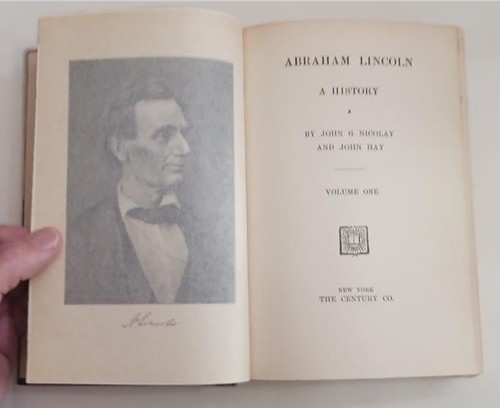 ABRAHAM LINCOLN
A HISTORY
BY JOHN G NICOLAY
AND JOHN HAY
VOLUME ONE
NEW YORK
THE CENTURY CO.